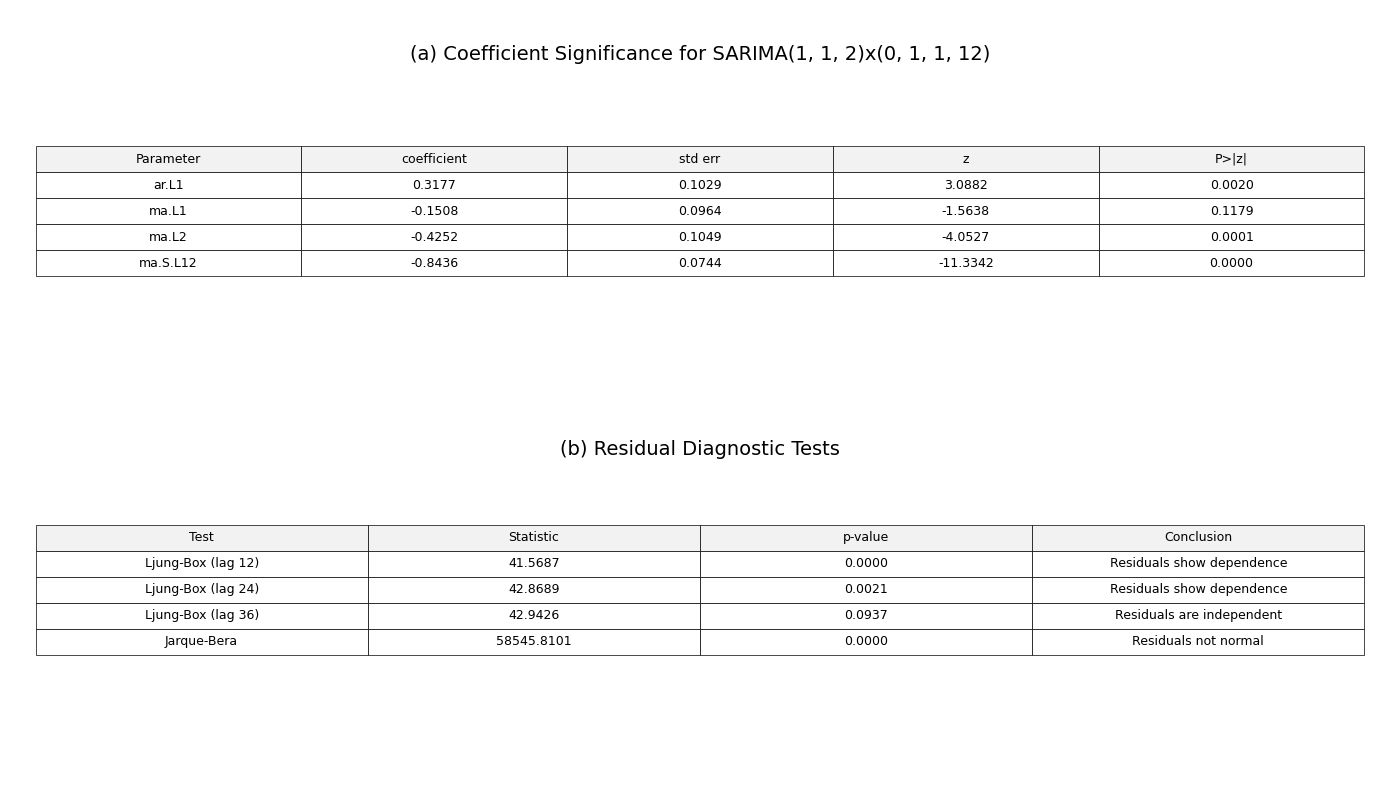 (a) Coefficient Significance for SARIMA(1, 1, 2)x(0, 1, 1, 12)
Parameter coefficient std err z P>|z|
ar.L1 0.3177 0.1029 3.0882 0.0020
ma.L1 -0.1508 0.0964 -1.5638 0.1179
ma.L2 -0.4252 0.1049 -4.0527 0.0001
ma.S.L12 -0.8436 0.0744 -11.3342 0.0000
(b) Residual Diagnostic Tests
Test Statistic p-value Conclusion
Ljung-Box (lag 12) 41.5687 0.0000 Residuals show dependence
Ljung-Box (lag 24) 42.8689 0.0021 Residuals show dependence
Ljung-Box (lag 36) 42.9426 0.0937 Residuals are independent
Jarque-Bera 58545.8101 0.0000 Residuals not normal